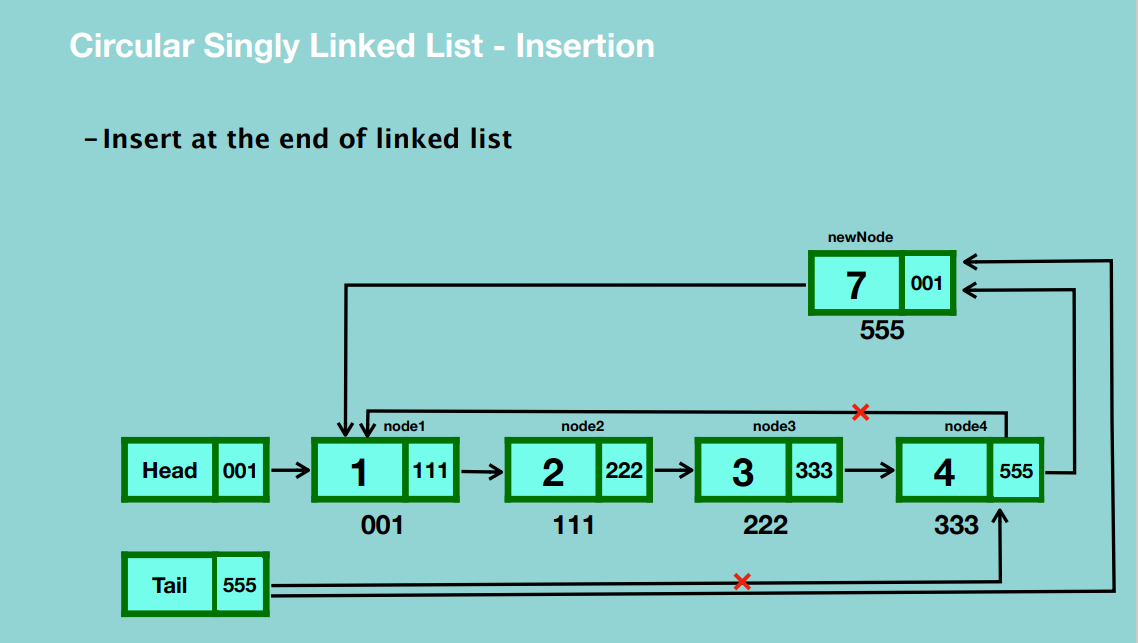 Circular Singly Linked List - Insertion
– Insert at the end of linked list
newNode
7 001
555
node1 node2 node3 node4
Head 001 1 111 2 222 3 333 4 555
001 111 222 333
Tail 555